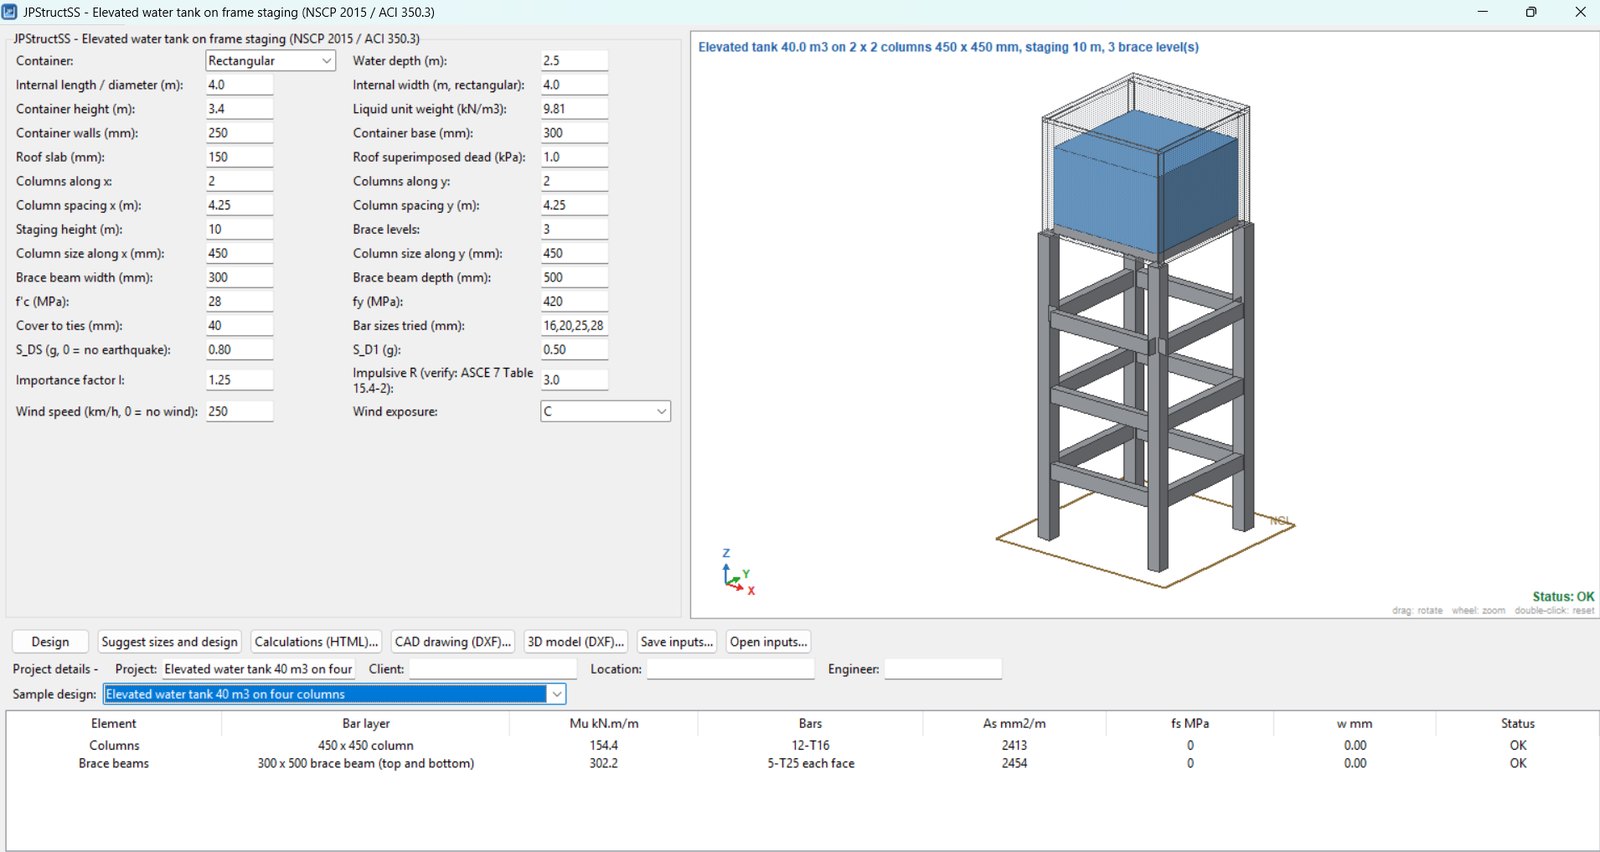 JPStructSS - Elevated water tank on frame staging (NSCP 2015 / ACI 350.3)
JPStructSS - Elevated water tank on frame staging (NSCP 2015 / ACI 350.3)
Container: Rectangular Water depth (m): 2.5
Internal length / diameter (m): 4.0 Internal width (m, rectangular): 4.0
Container height (m): 3.4 Liquid unit weight (kN/m3): 9.81
Container walls (mm): 250 Container base (mm): 300
Roof slab (mm): 150 Roof superimposed dead (kPa): 1.0
Columns along x: 2 Columns along y: 2
Column spacing x (m): 4.25 Column spacing y (m): 4.25
Staging height (m): 10 Brace levels: 3
Column size along x (mm): 450 Column size along y (mm): 450
Brace beam width (mm): 300 Brace beam depth (mm): 500
f'c (MPa): 28 fy (MPa): 420
Cover to ties (mm): 40 Bar sizes tried (mm): 16,20,25,28
S_DS (g, 0 = no earthquake): 0.80 S_D1 (g): 0.50
Importance factor I: 1.25 Impulsive R (verify: ASCE 7 Table 15.4-2): 3.0
Wind speed (km/h, 0 = no wind): 250 Wind exposure: C
Elevated tank 40.0 m3 on 2 x 2 columns 450 x 450 mm, staging 10 m, 3 brace level(s)
NGL
Z
Y
X
Status: OK
drag: rotate wheel: zoom double-click: reset
Design Suggest sizes and design Calculations (HTML)... CAD drawing (DXF)... 3D model (DXF)... Save inputs... Open inputs...
Project details - Project: Elevated water tank 40 m3 on four Client: Location: Engineer:
Sample design: Elevated water tank 40 m3 on four columns
Element Bar layer Mu kN.m/m Bars As mm2/m fs MPa w mm Status
Columns 450 x 450 column 154.4 12-T16 2413 0 0.00 OK
Brace beams 300 x 500 brace beam (top and bottom) 302.2 5-T25 each face 2454 0 0.00 OK